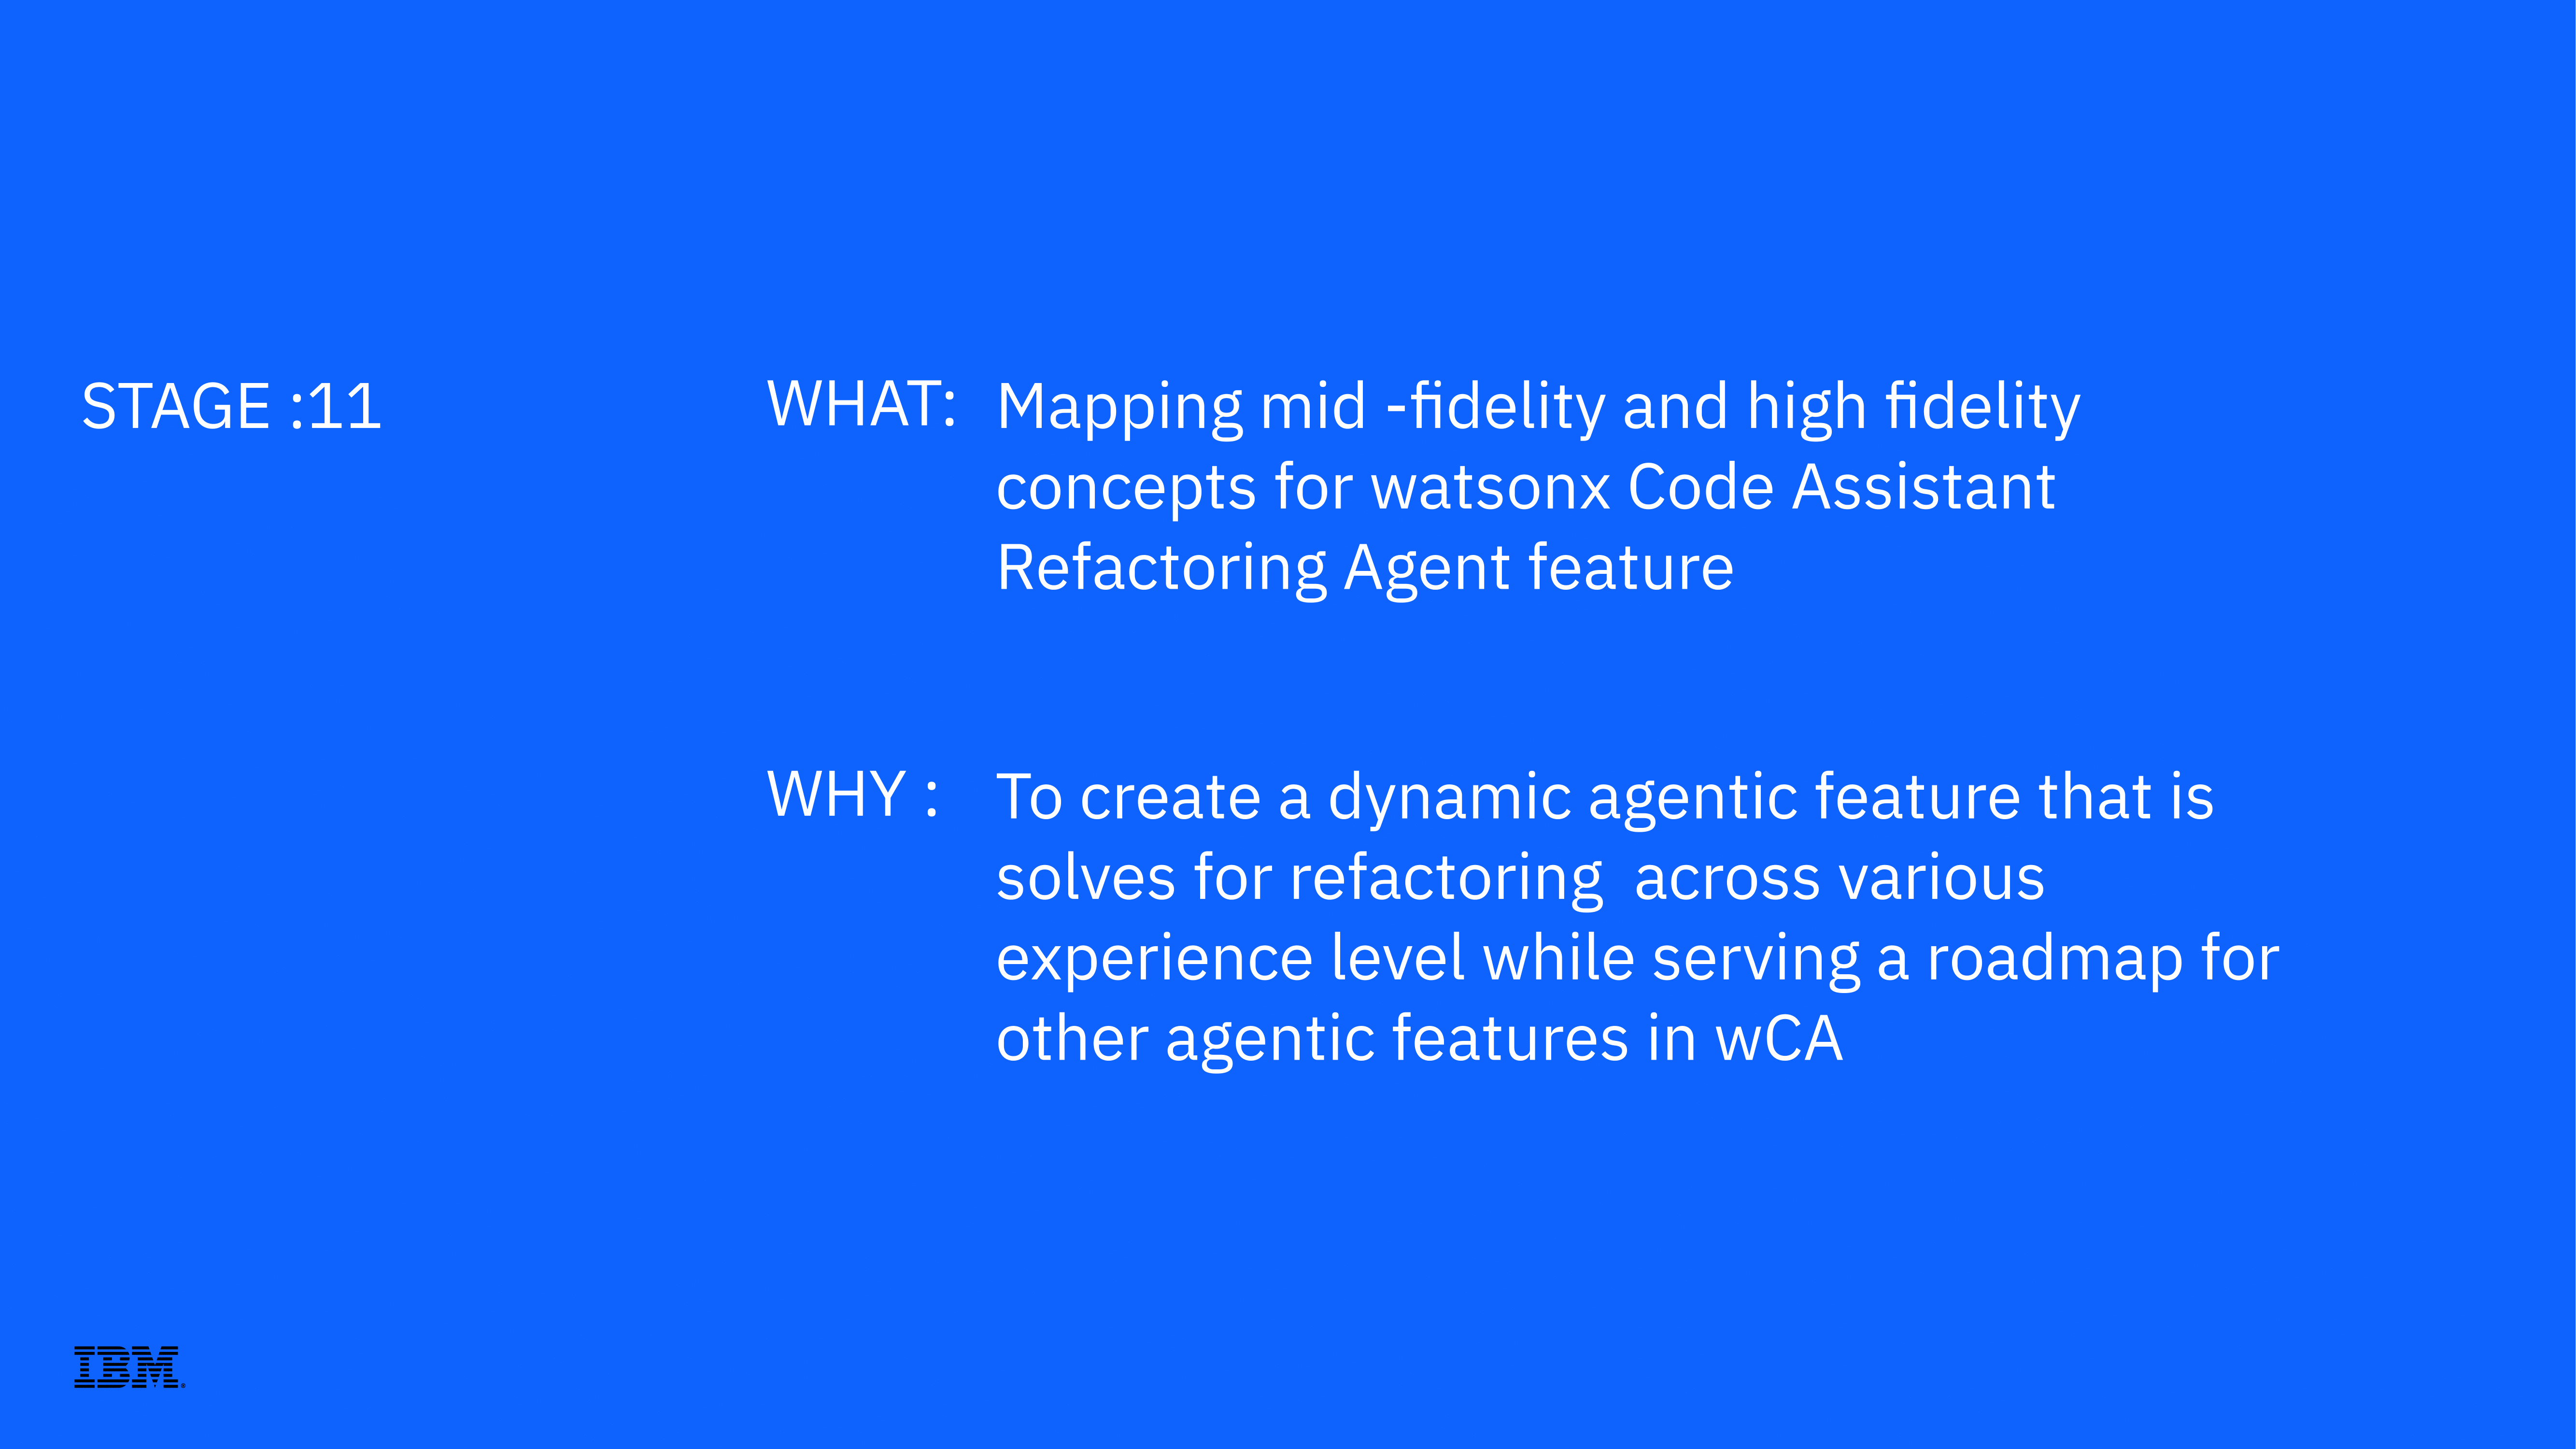 STAGE :11
WHAT:
Mapping mid -fidelity and high fidelity
concepts for watsonx Code Assistant
Refactoring Agent feature
WHY :
To create a dynamic agentic feature that is
solves for refactoring  across various
experience level while serving a roadmap for
other agentic features in wCA
IBM®